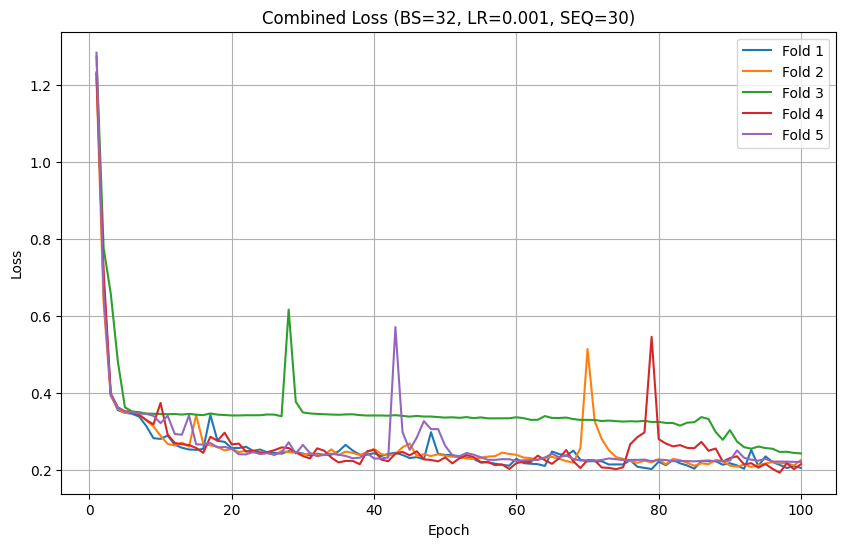 Combined Loss (BS=32, LR=0.001, SEQ=30)
Fold 1
Fold 2
Fold 3
Fold 4
Fold 5
Loss
1.2
1.0
0.8
0.6
0.4
0.2
0 20 40 60 80 100
Epoch